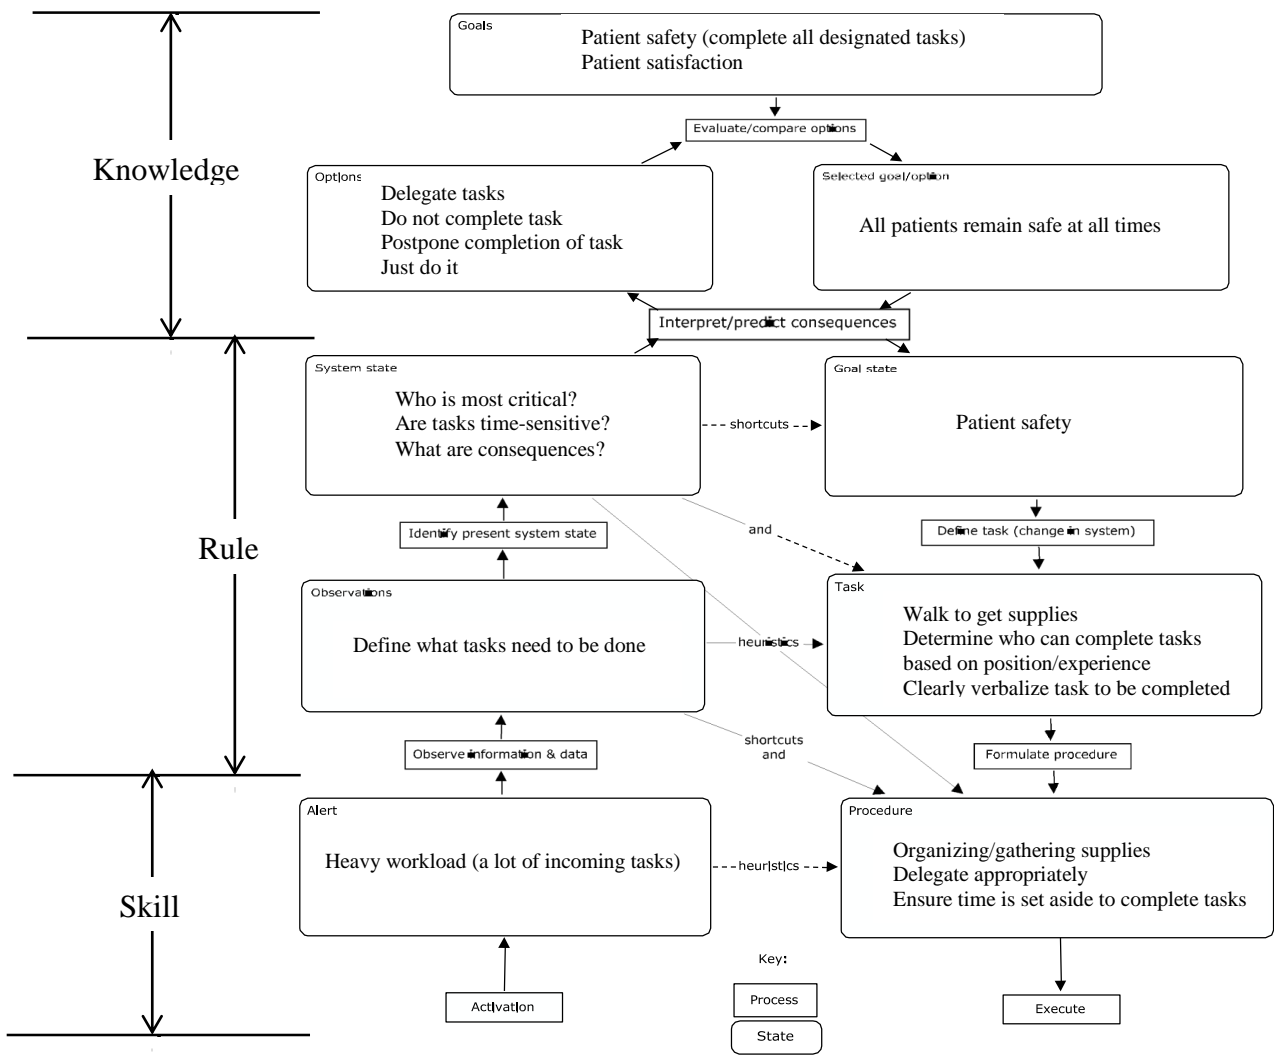 Goals
Patient safety (complete all designated tasks)
Patient satisfaction
Evaluate/compare options
Knowledge
Options
Delegate tasks
Do not complete task
Postpone completion of task
Just do it
Selected goal/option
All patients remain safe at all times
Interpret/predict consequences
System state
Who is most critical?
Are tasks time-sensitive?
What are consequences?
shortcuts
Goal state
Patient safety
Rule
Identify present system state
and
Define task (change in system)
Observations
Define what tasks need to be done
heuristics
Task
Walk to get supplies
Determine who can complete tasks
based on position/experience
Clearly verbalize task to be completed
Observe information & data
shortcuts
and
Formulate procedure
Skill
Alert
Heavy workload (a lot of incoming tasks)
heuristics
Procedure
Organizing/gathering supplies
Delegate appropriately
Ensure time is set aside to complete tasks
Activation
Key:
Process
State
Execute